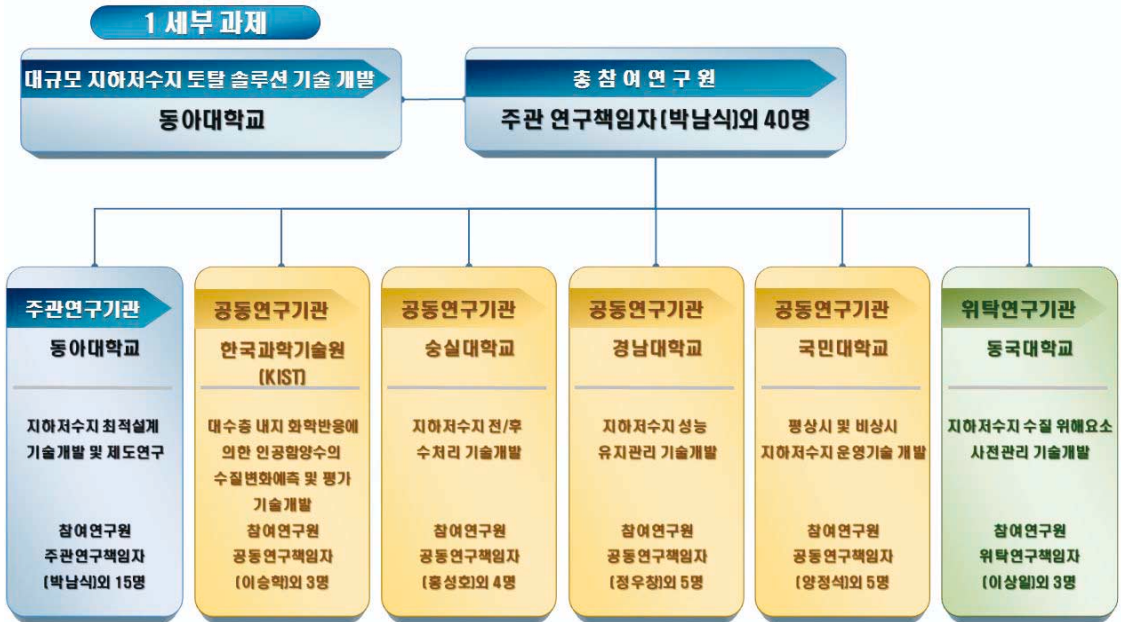 1 세부 과제
대규모 지하저수지 토탈 솔루션 기술 개발
동아대학교
총 참 여 연 구 원
주관 연구책임자(박남식)외 40명
주관연구기관
동아대학교
지하저수지 최적설계
기술개발 및 제도연구
참여연구원
주관연구책임자
(박남식)외 15명
공동연구기관
한국과학기술원
(KIST)
대수층 내지 화학반응에
의한 인공함양수의
수질변화예측 및 평가
기술개발
참여연구원
공동연구책임자
(이승학)외 3명
공동연구기관
숭실대학교
지하저수지 전/후
수처리 기술개발
참여연구원
공동연구책임자
(홍성호)외 4명
공동연구기관
경남대학교
지하저수지 성능
유지관리 기술개발
참여연구원
공동연구책임자
(정우창)외 5명
공동연구기관
국민대학교
평상시 및 비상시
지하저수지 운영기술 개발
참여연구원
공동연구책임자
(양정석)외 5명
위탁연구기관
동국대학교
지하저수지 수질 위해요소
사전관리 기술개발
참여연구원
위탁연구책임자
(이상일)외 3명